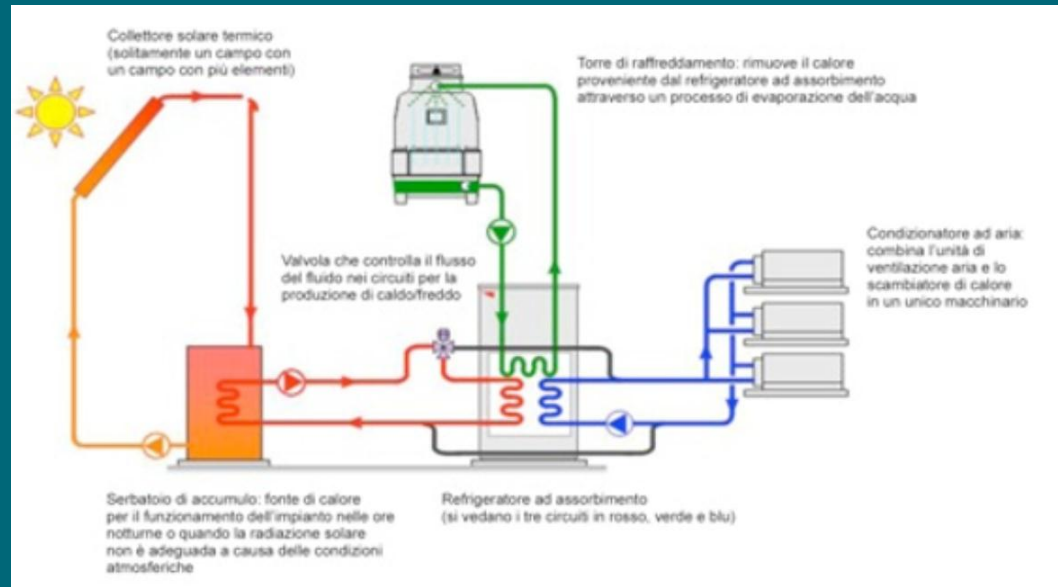 Collettore solare termico
(solitamente un campo con
un campo con più elementi)
Torre di raffreddamento: rimuove il calore
proveniente dal refrigeratore ad assorbimento
attraverso un processo di evaporazione dell'acqua
Valvola che controlla il flusso
del fluido nei circuiti per la
produzione di caldo/freddo
Condizionatore ad aria:
combina l'unità di
ventilazione aria e lo
scambiatore di calore
in un unico macchinario
Serbatoio di accumulo: fonte di calore
per il funzionamento dell'impianto nelle ore
notturne o quando la radiazione solare
non è adeguata a causa delle condizioni
atmosferiche
Refrigeratore ad assorbimento
(si vedano i tre circuiti in rosso, verde e blu)